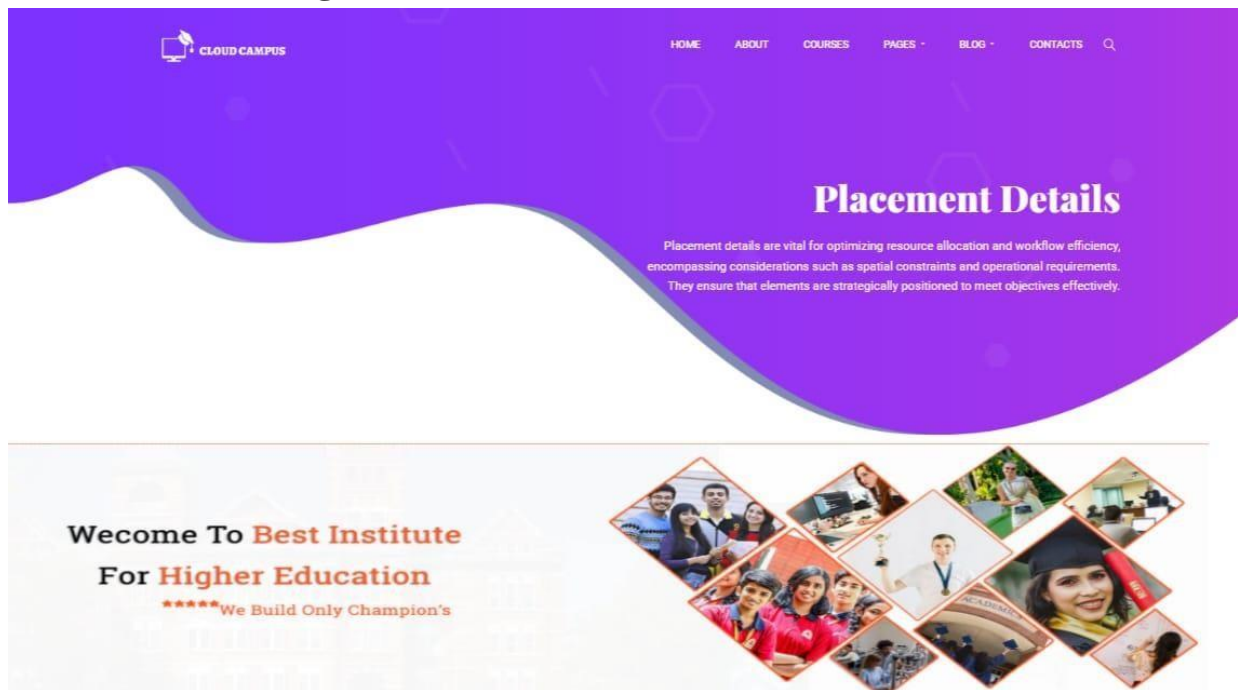 CLOUD CAMPUS
HOME ABOUT COURSES PAGES BLOG CONTACTS
Placement Details
Placement details are vital for optimizing resource allocation and workflow efficiency,
encompassing considerations such as spatial constraints and operational requirements.
They ensure that elements are strategically positioned to meet objectives effectively.
Wecome To Best Institute
For Higher Education
*****We Build Only Champion's
ACADEMIC